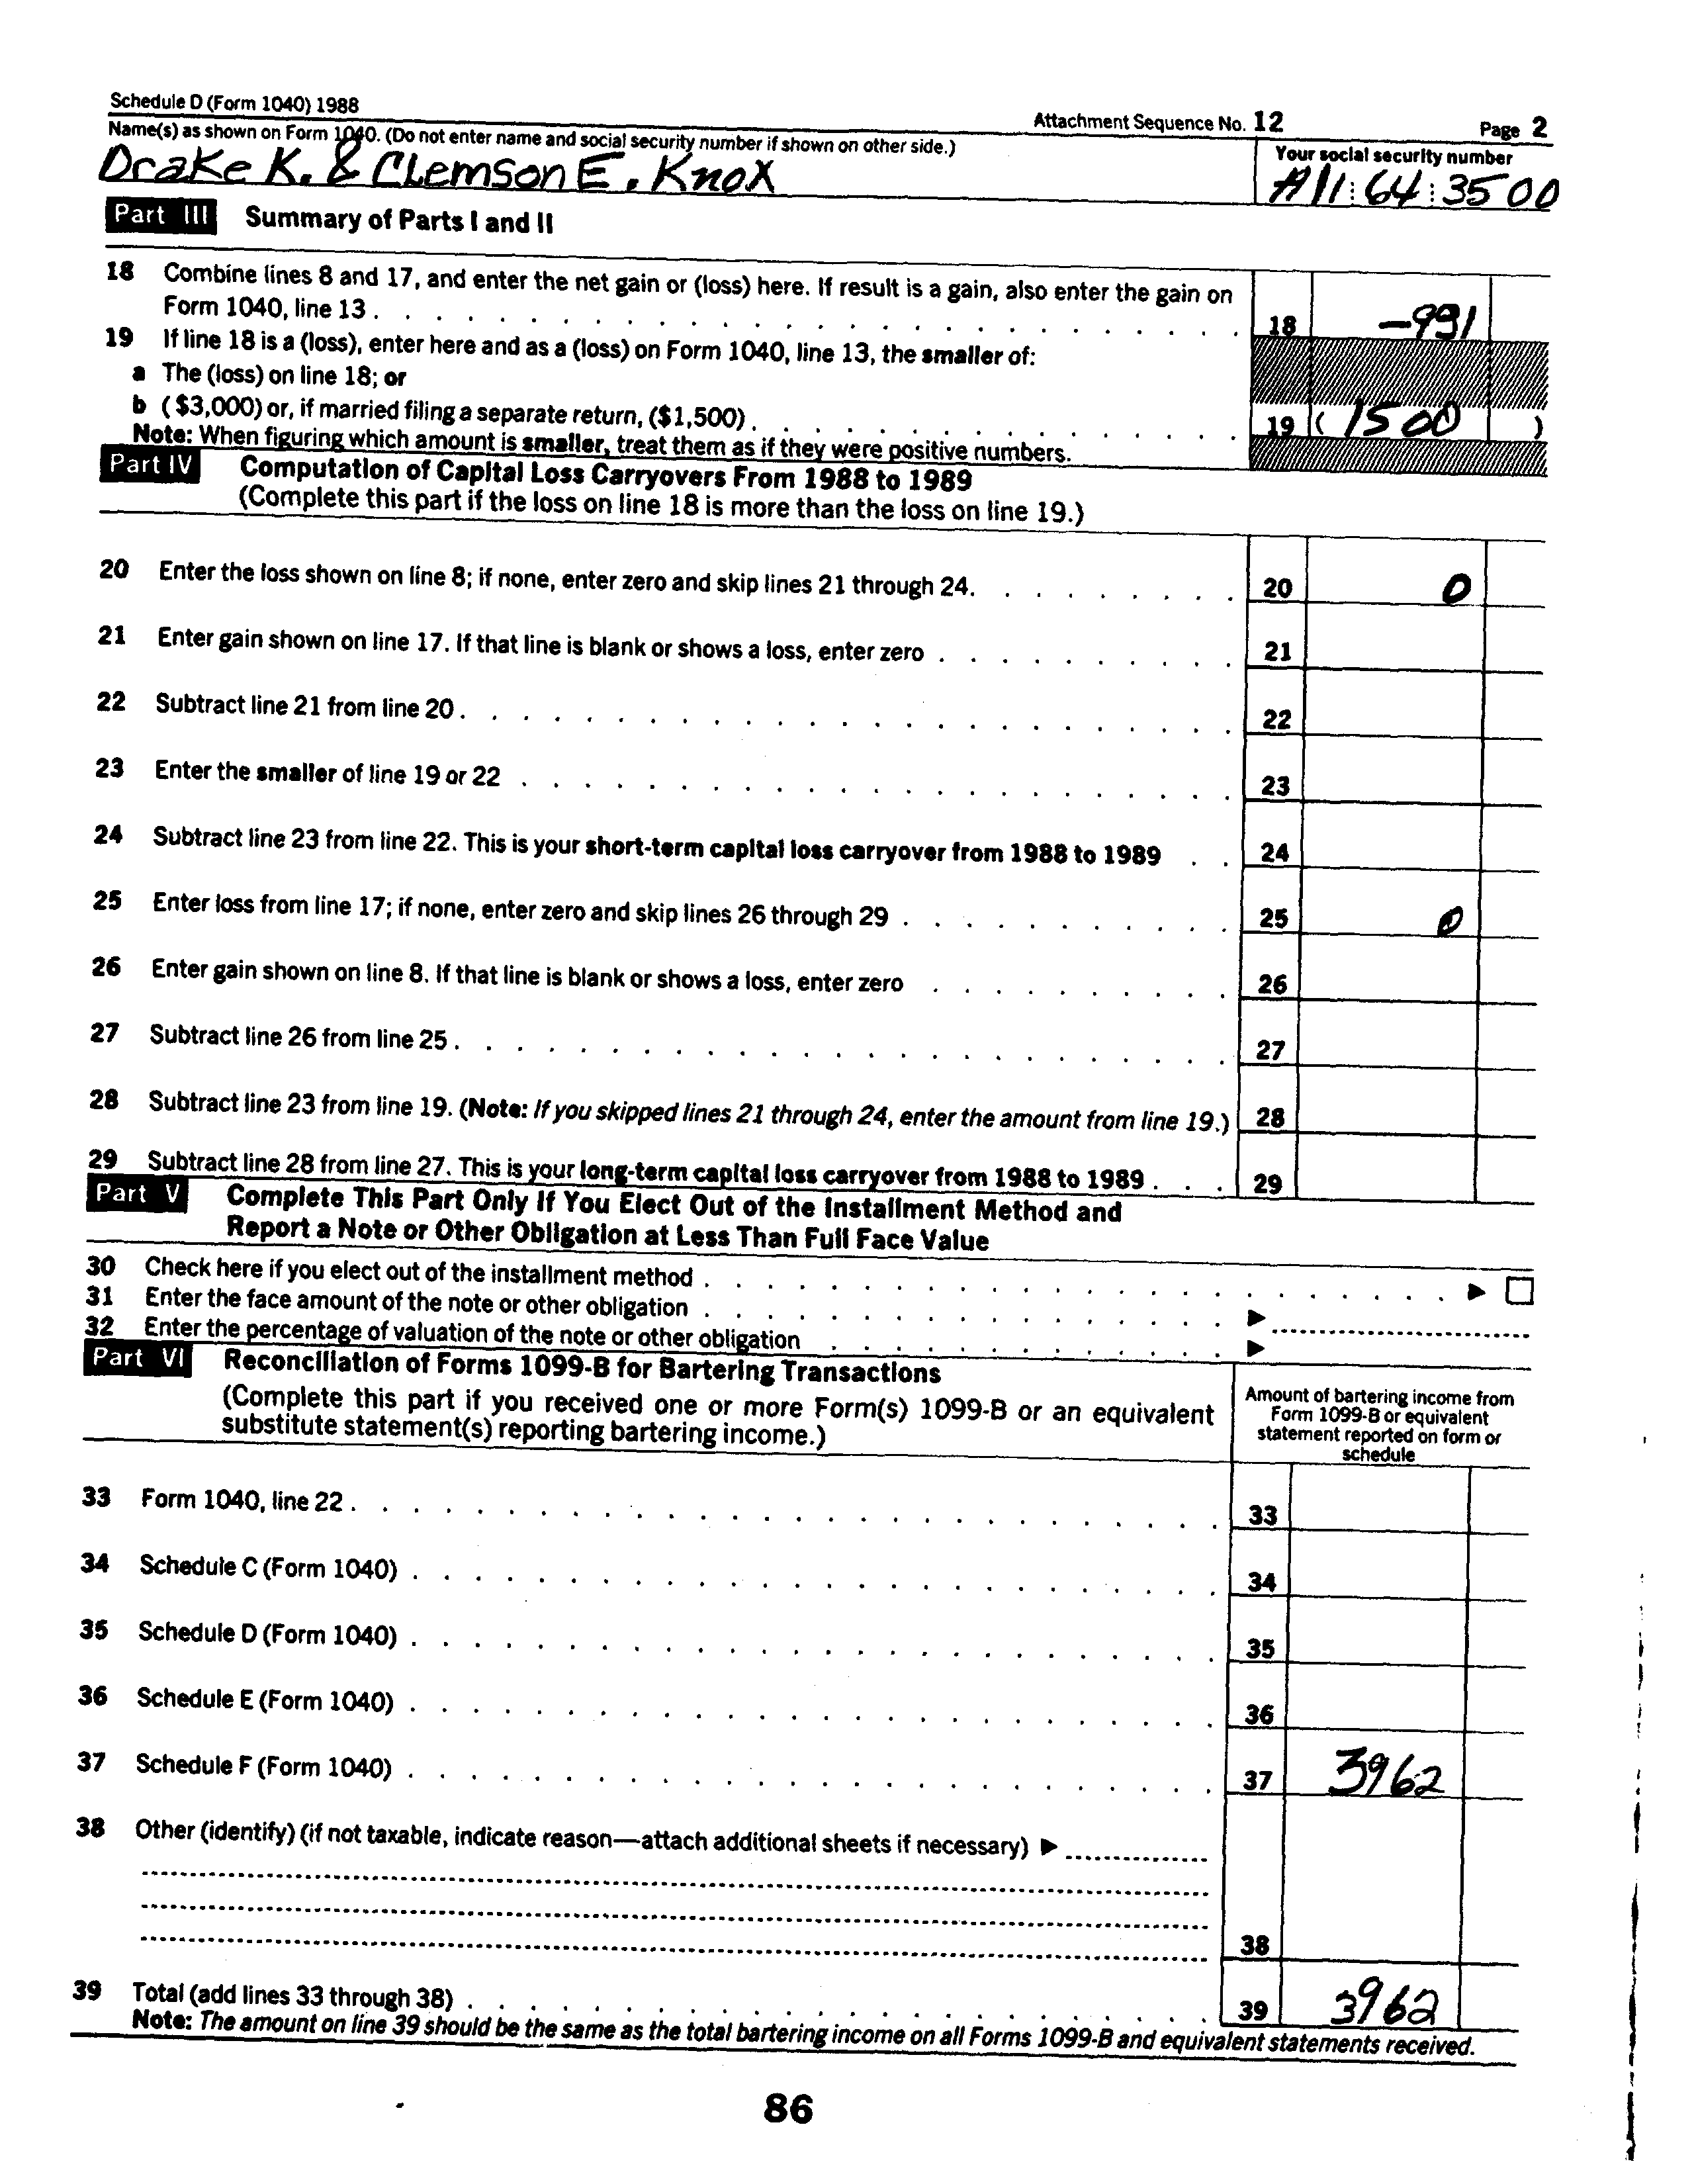 Schedule D (Form 1040) 1988
Attachment Sequence No. 12
Page 2
Name(s) as shown on Form 1040. (Do not enter name and social security number if shown on other side.)
Your social security number
Drake K. & Clemson E. Knox
A11:64:3500
Part III Summary of Parts I and II
18 Combine lines 8 and 17, and enter the net gain or (loss) here. If result is a gain, also enter the gain on
Form 1040, line 13 . . . 18 -991
19 If line 18 is a (loss), enter here and as a (loss) on Form 1040, line 13, the smaller of:
a The (loss) on line 18; or
b ($3,000) or, if married filing a separate return, ($1,500) . . . 19 ( 1500 )
Note: When figuring which amount is smaller, treat them as if they were positive numbers.
Part IV Computation of Capital Loss Carryovers From 1988 to 1989
(Complete this part if the loss on line 18 is more than the loss on line 19.)
20 Enter the loss shown on line 8; if none, enter zero and skip lines 21 through 24. . . . 20 0
21 Enter gain shown on line 17. If that line is blank or shows a loss, enter zero . . . 21
22 Subtract line 21 from line 20 . . . 22
23 Enter the smaller of line 19 or 22 . . . 23
24 Subtract line 23 from line 22. This is your short-term capital loss carryover from 1988 to 1989 . . 24
25 Enter loss from line 17; if none, enter zero and skip lines 26 through 29 . . . 25 0
26 Enter gain shown on line 8. If that line is blank or shows a loss, enter zero . . . 26
27 Subtract line 26 from line 25 . . . 27
28 Subtract line 23 from line 19. (Note: If you skipped lines 21 through 24, enter the amount from line 19.) 28
29 Subtract line 28 from line 27. This is your long-term capital loss carryover from 1988 to 1989 . . . 29
Part V Complete This Part Only If You Elect Out of the Installment Method and
Report a Note or Other Obligation at Less Than Full Face Value
30 Check here if you elect out of the installment method . . . ► ☐
31 Enter the face amount of the note or other obligation . . . ►
32 Enter the percentage of valuation of the note or other obligation . . . ►
Part VI Reconciliation of Forms 1099-B for Bartering Transactions
(Complete this part if you received one or more Form(s) 1099-B or an equivalent
substitute statement(s) reporting bartering income.)
Amount of bartering income from
Form 1099-B or equivalent
statement reported on form or
schedule
33 Form 1040, line 22 . . . 33
34 Schedule C (Form 1040) . . . 34
35 Schedule D (Form 1040) . . . 35
36 Schedule E (Form 1040) . . . 36
37 Schedule F (Form 1040) . . . 37 3962
38 Other (identify) (if not taxable, indicate reason—attach additional sheets if necessary) ►
38
39 Total (add lines 33 through 38) . . . 39 3962
Note: The amount on line 39 should be the same as the total bartering income on all Forms 1099-B and equivalent statements received.
86